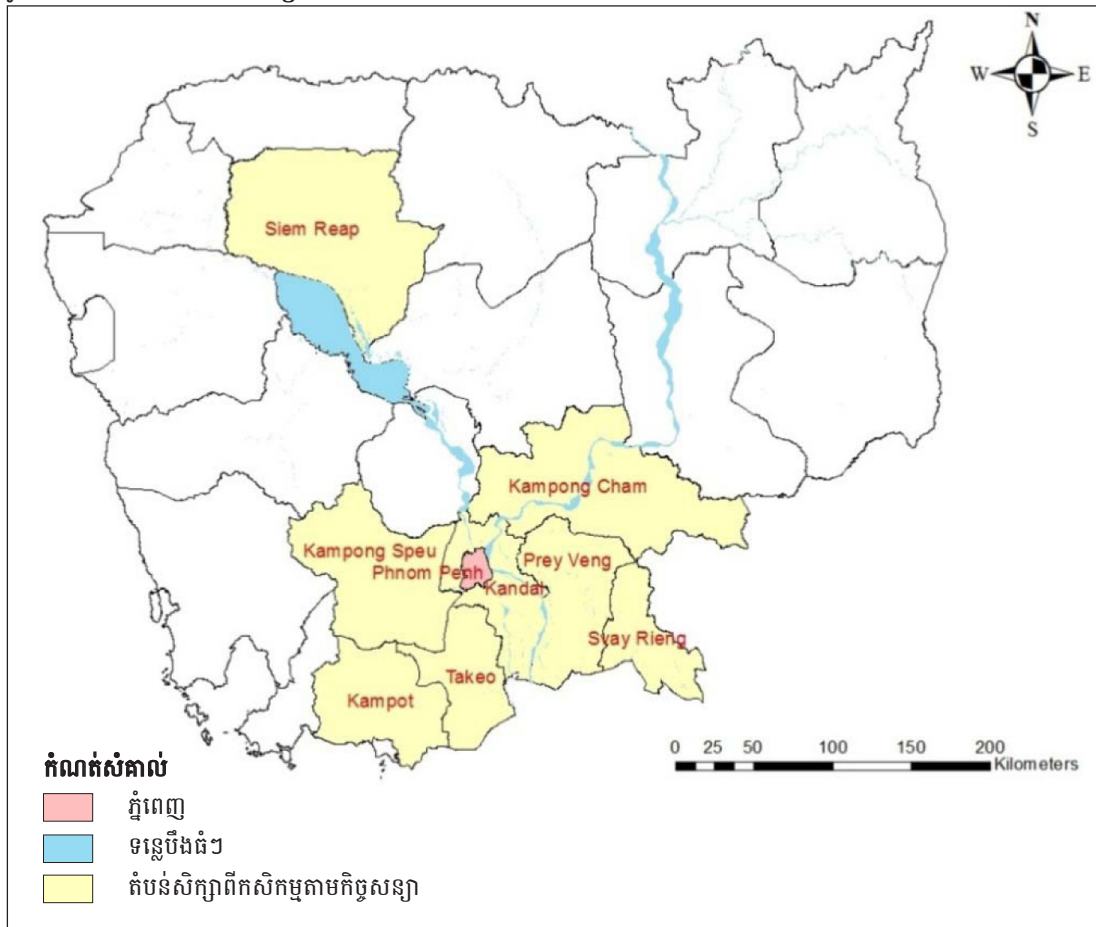 N
W E
S
Siem Reap
Kampong Cham
Kampong Speu
Prey Veng
Phnom Penh
Kandal
Svay Rieng
Takeo
Kampot
0 25 50 100 150 200
Kilometers
កំណត់សំគាល់
ភ្នំពេញ
ទន្លេបឹងធំៗ
តំបន់សិក្សាពីកសិកម្មតាមកិច្ចសន្យា